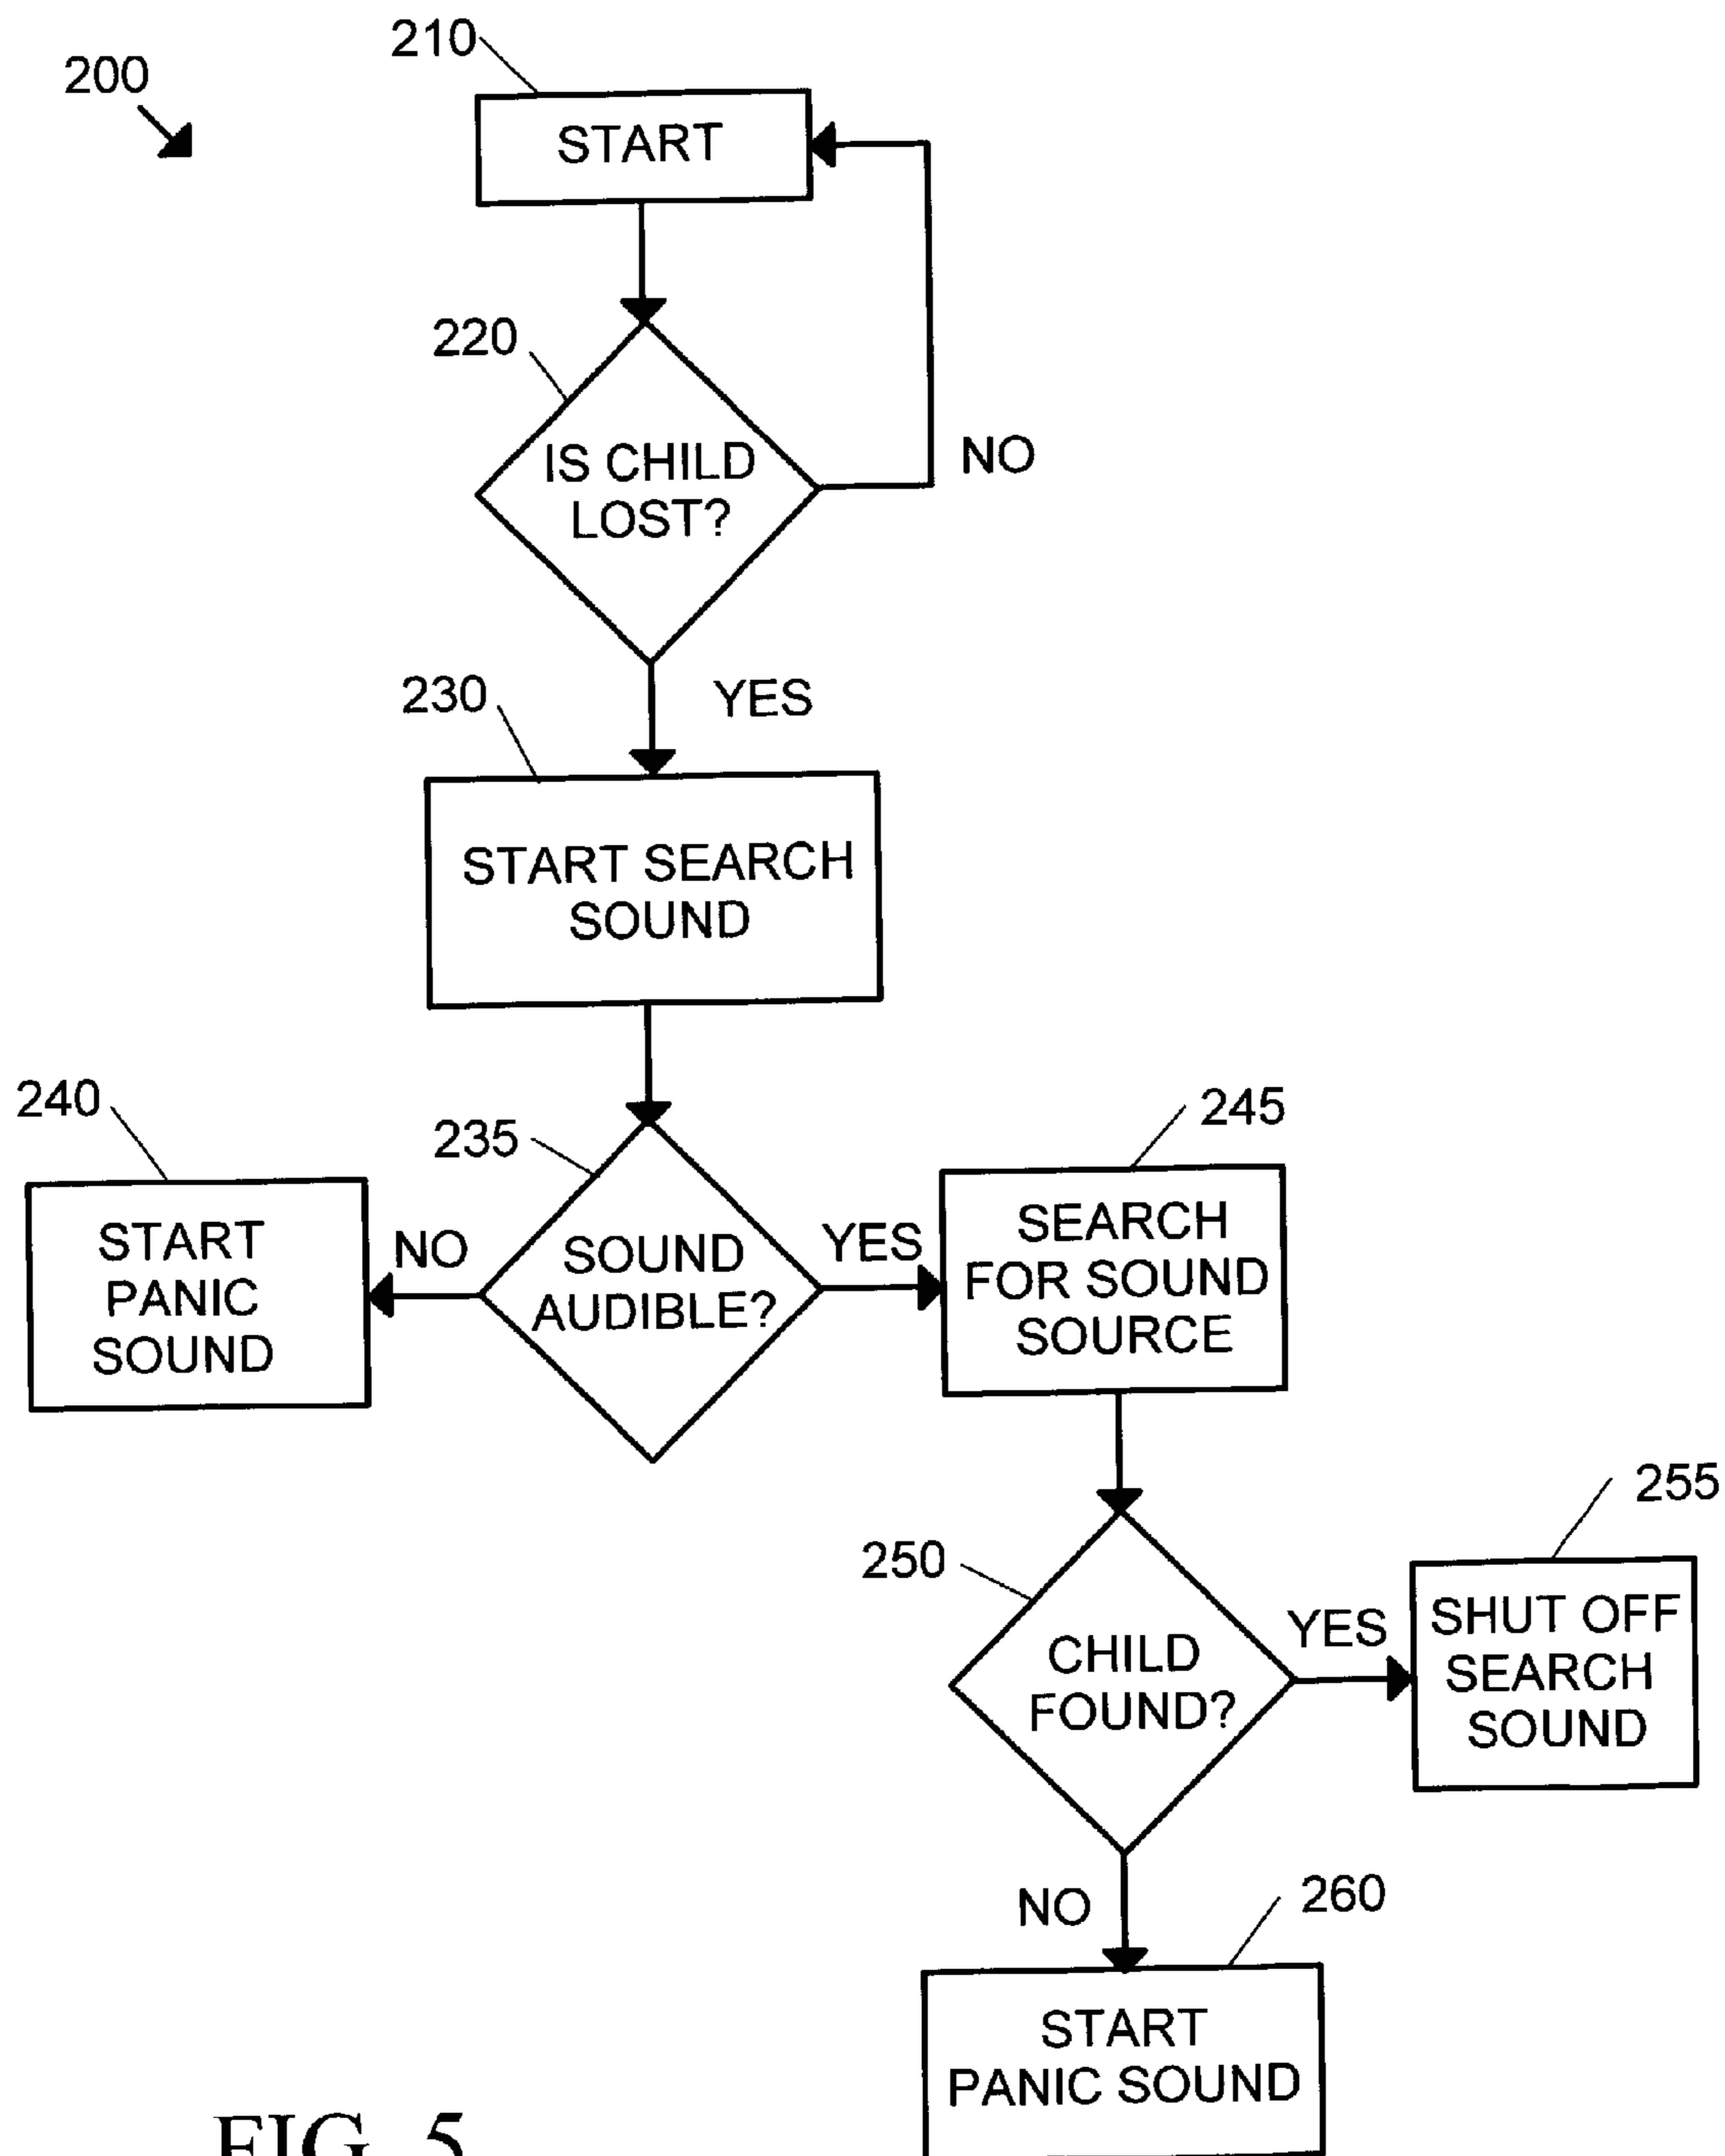 210
200
START
220
IS CHILD
LOST?
NO
YES
230
START SEARCH
SOUND
240
235
245
START
PANIC
SOUND
NO
SOUND
AUDIBLE?
YES
SEARCH
FOR SOUND
SOURCE
250
255
CHILD
FOUND?
YES
SHUT OFF
SEARCH
SOUND
NO
260
START
PANIC SOUND
FIG. 5